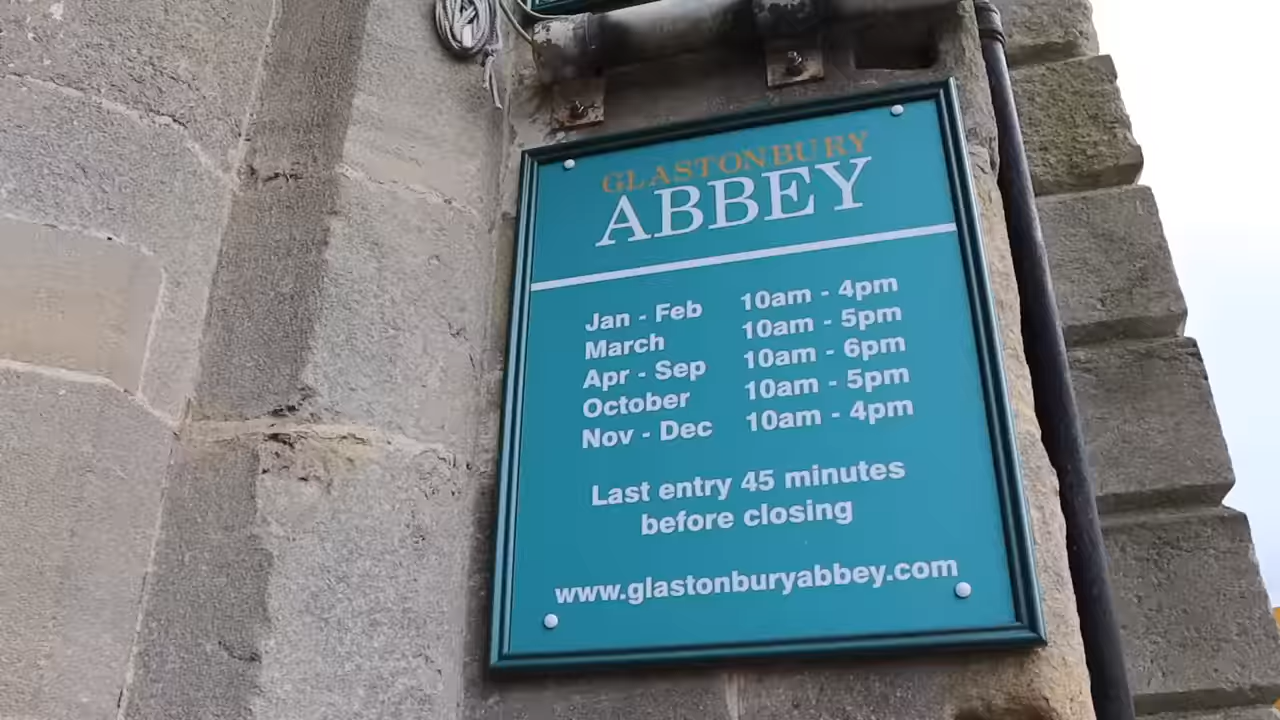 GLASTONBURY
ABBEY
Jan - Feb 10am - 4pm
March 10am - 5pm
Apr - Sep 10am - 6pm
October 10am - 5pm
Nov - Dec 10am - 4pm
Last entry 45 minutes
before closing
www.glastonburyabbey.com